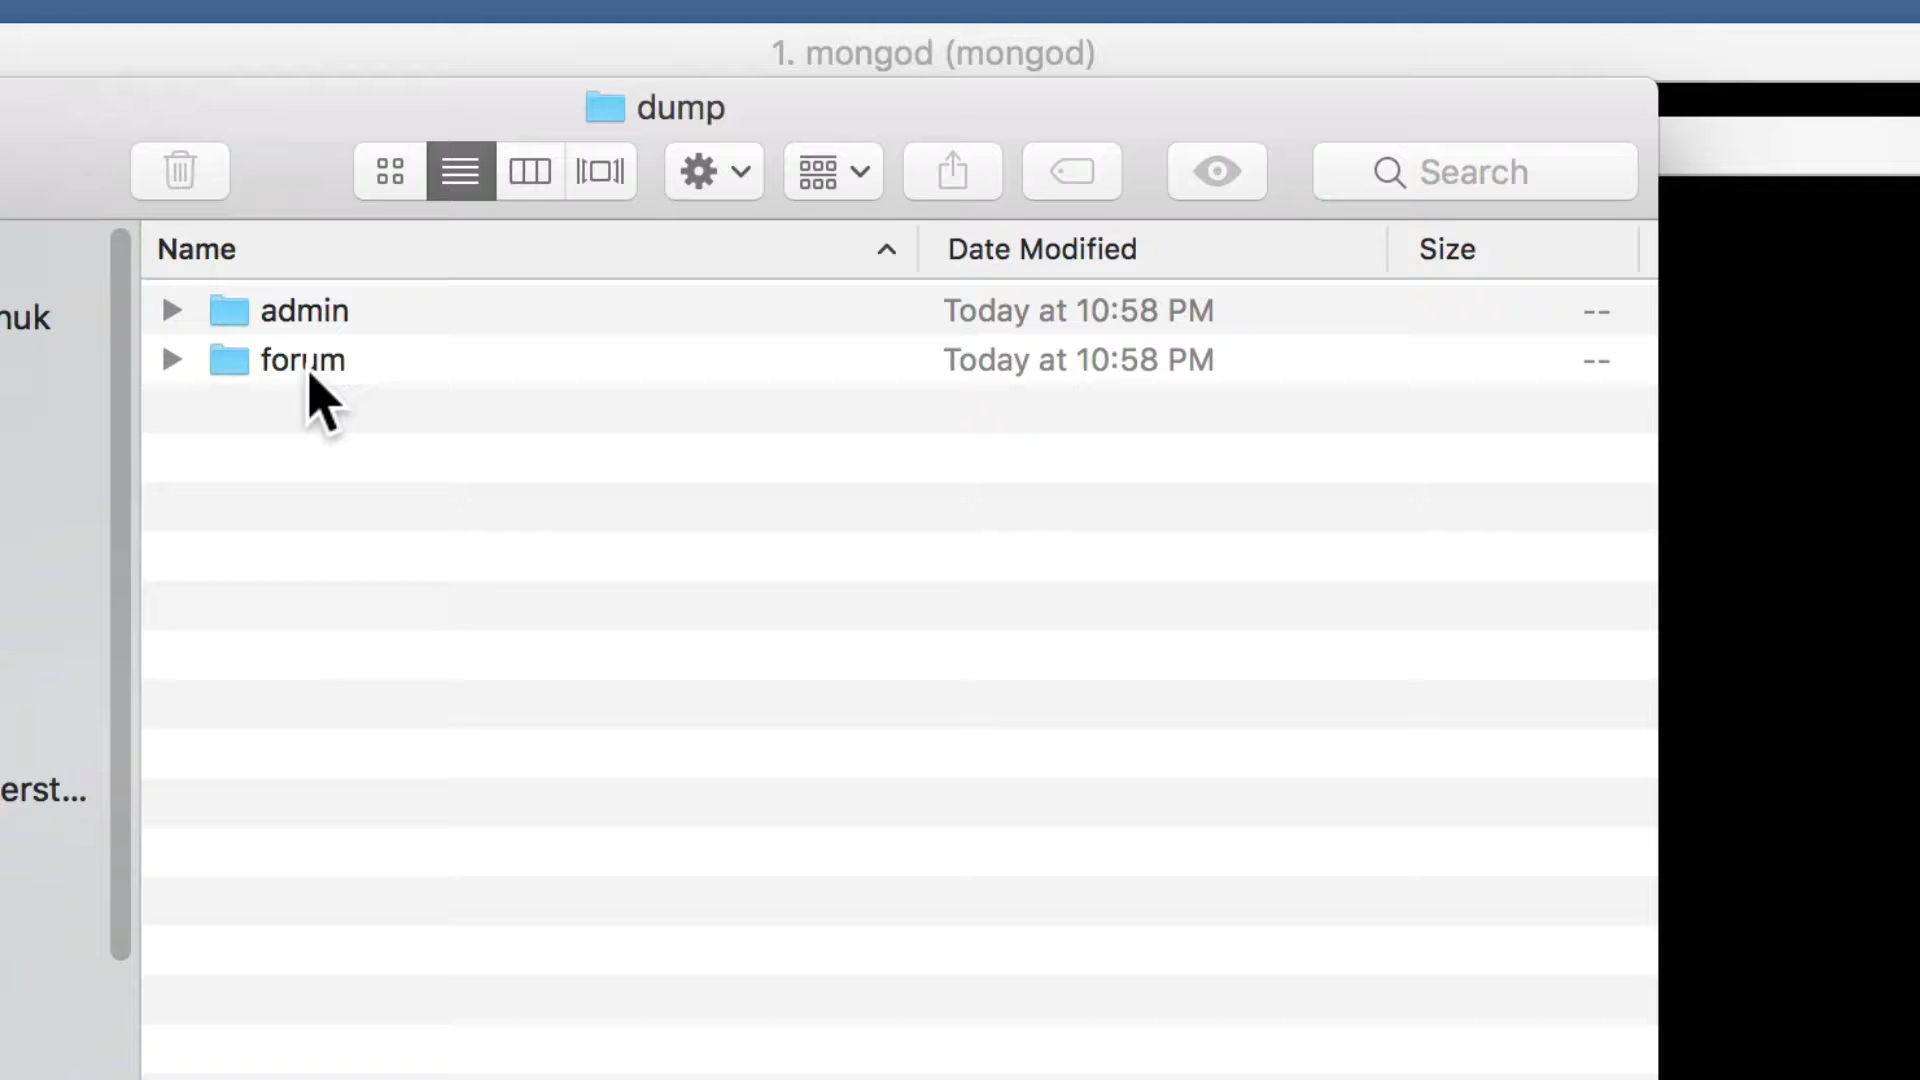 1. mongod (mongod)
dump
Search
Name Date Modified Size
admin Today at 10:58 PM --
forum Today at 10:58 PM --
nuk
erst...